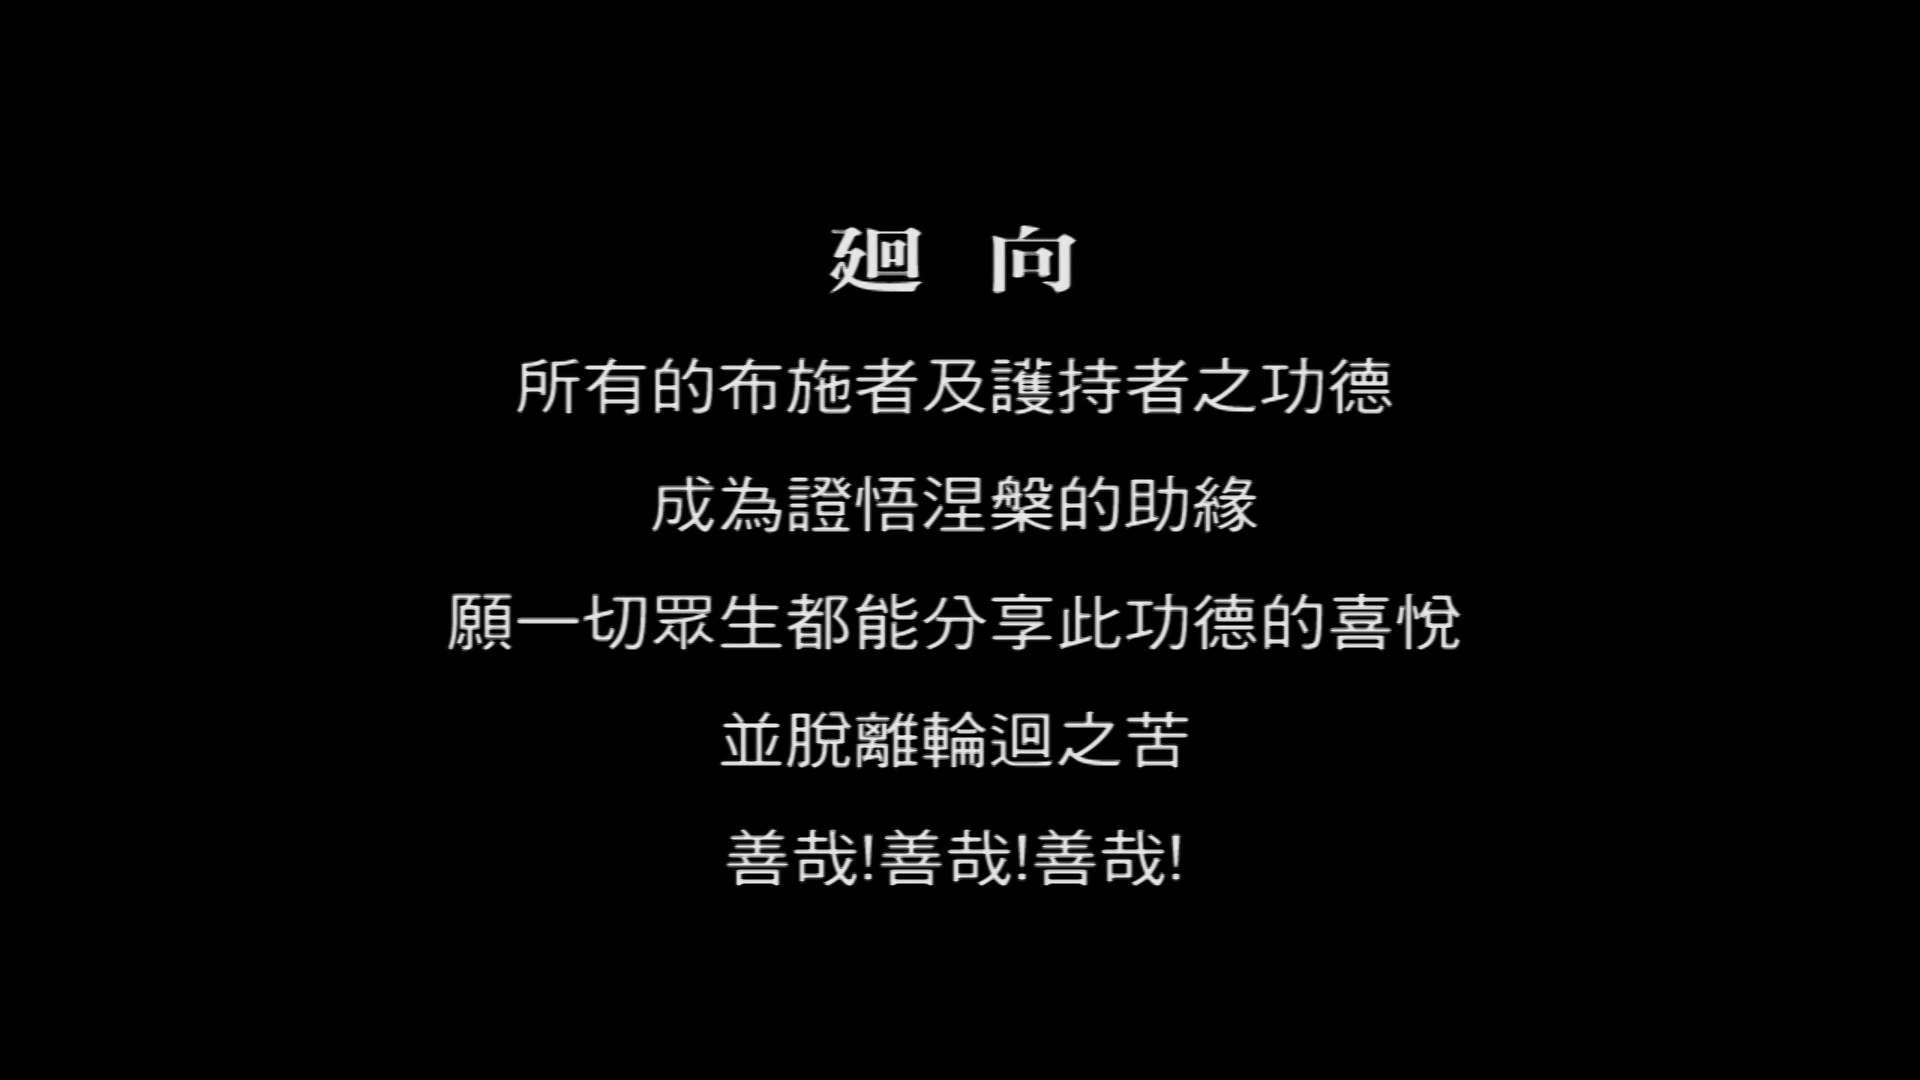 廻 向
所有的布施者及護持者之功德
成為證悟涅槃的助緣
願一切眾生都能分享此功德的喜悅
並脫離輪迴之苦
善哉!善哉!善哉!